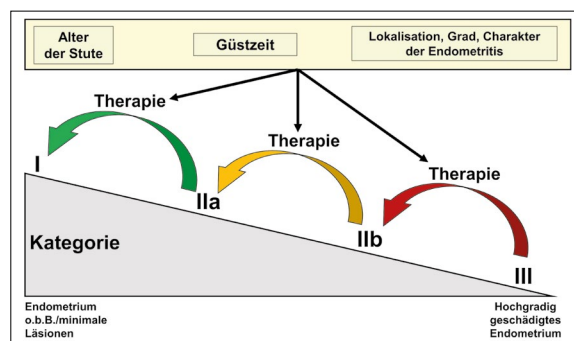 Alter
der Stute
Güstzeit
Lokalisation, Grad, Charakter
der Endometritis
Therapie
Therapie
Therapie
I
IIa
IIb
III
Kategorie
Endometrium
o.b.B./minimale
Läsionen
Hochgradig
geschädigtes
Endometrium